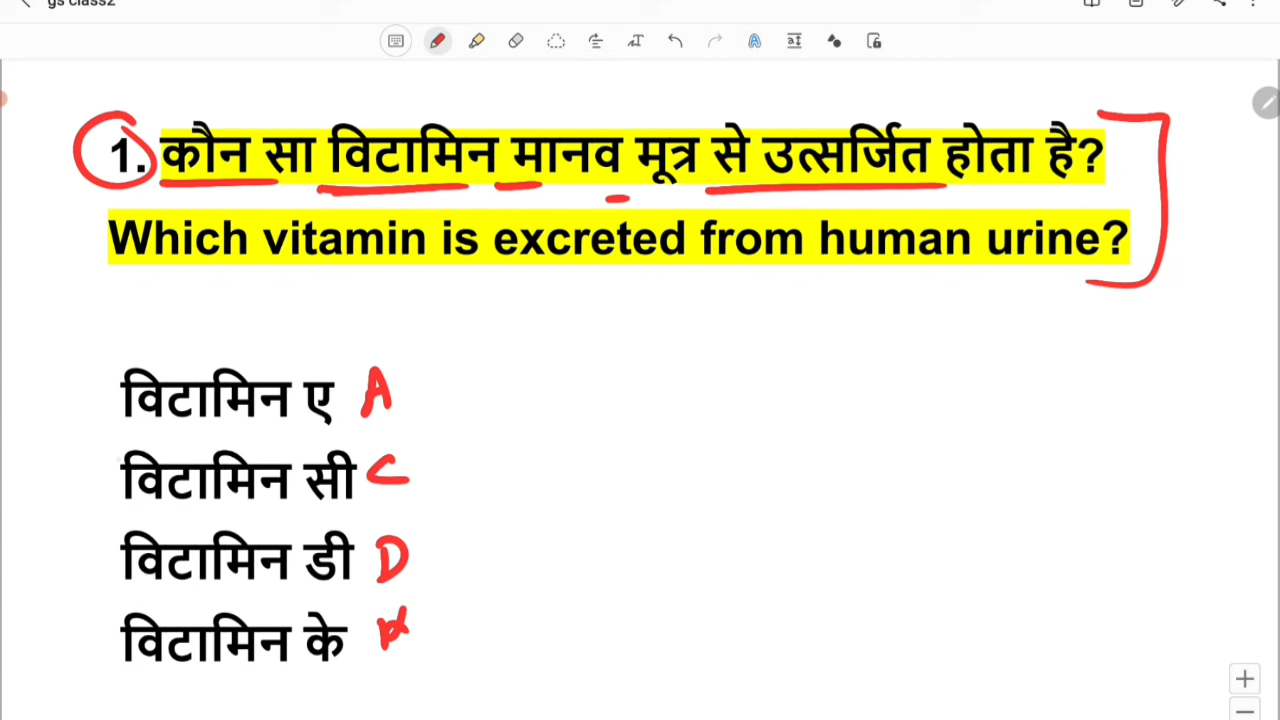 gs class2
1. कौन सा विटामिन मानव मूत्र से उत्सर्जित होता है?
Which vitamin is excreted from human urine?
विटामिन ए A
विटामिन सी C
विटामिन डी D
विटामिन के K